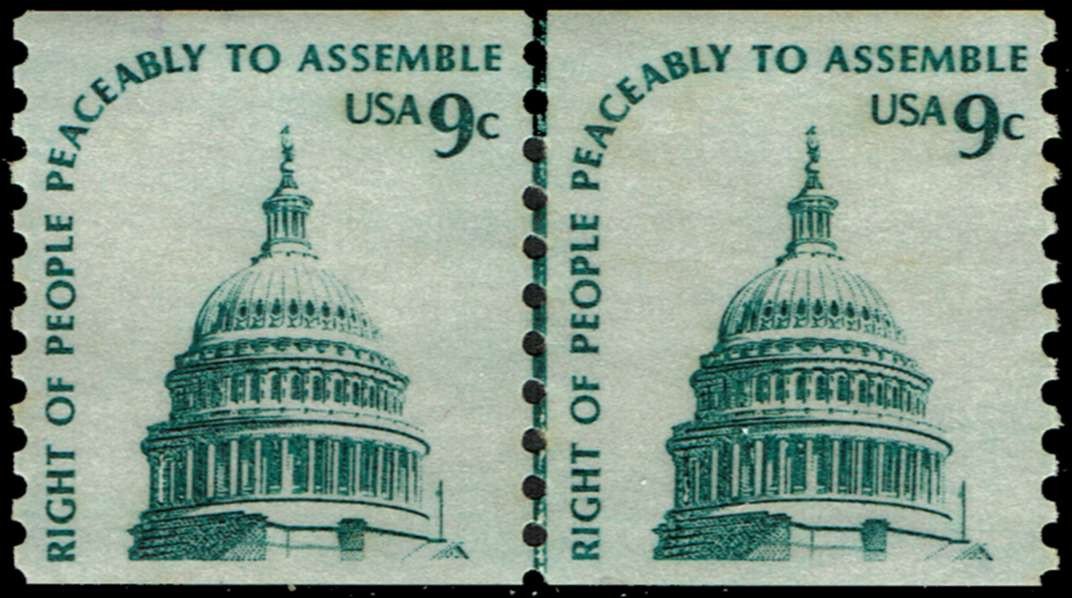 RIGHT OF PEOPLE PEACEABLY TO ASSEMBLE
USA 9c
RIGHT OF PEOPLE PEACEABLY TO ASSEMBLE
USA 9c